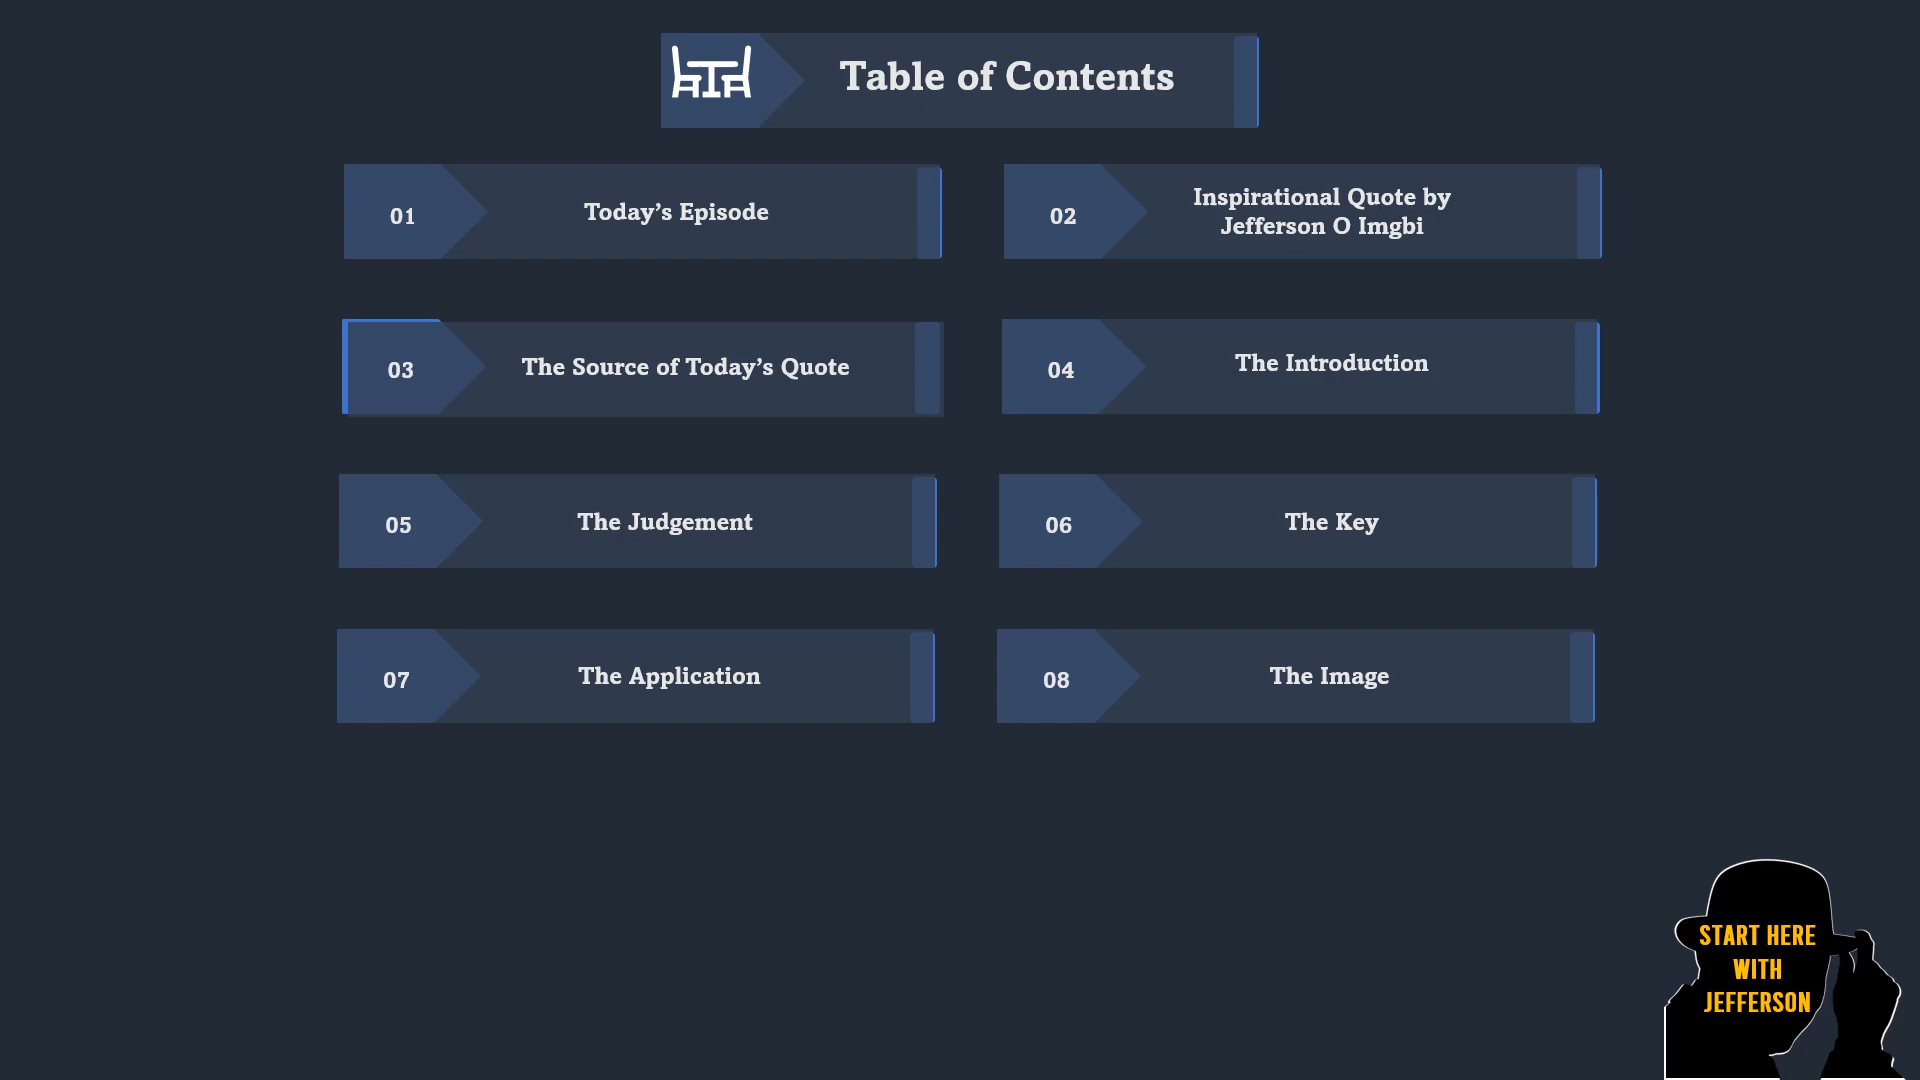 Table of Contents
01
Today’s Episode
02
Inspirational Quote by
Jefferson O Imgbi
03
The Source of Today’s Quote
04
The Introduction
05
The Judgement
06
The Key
07
The Application
08
The Image
START HERE
WITH
JEFFERSON